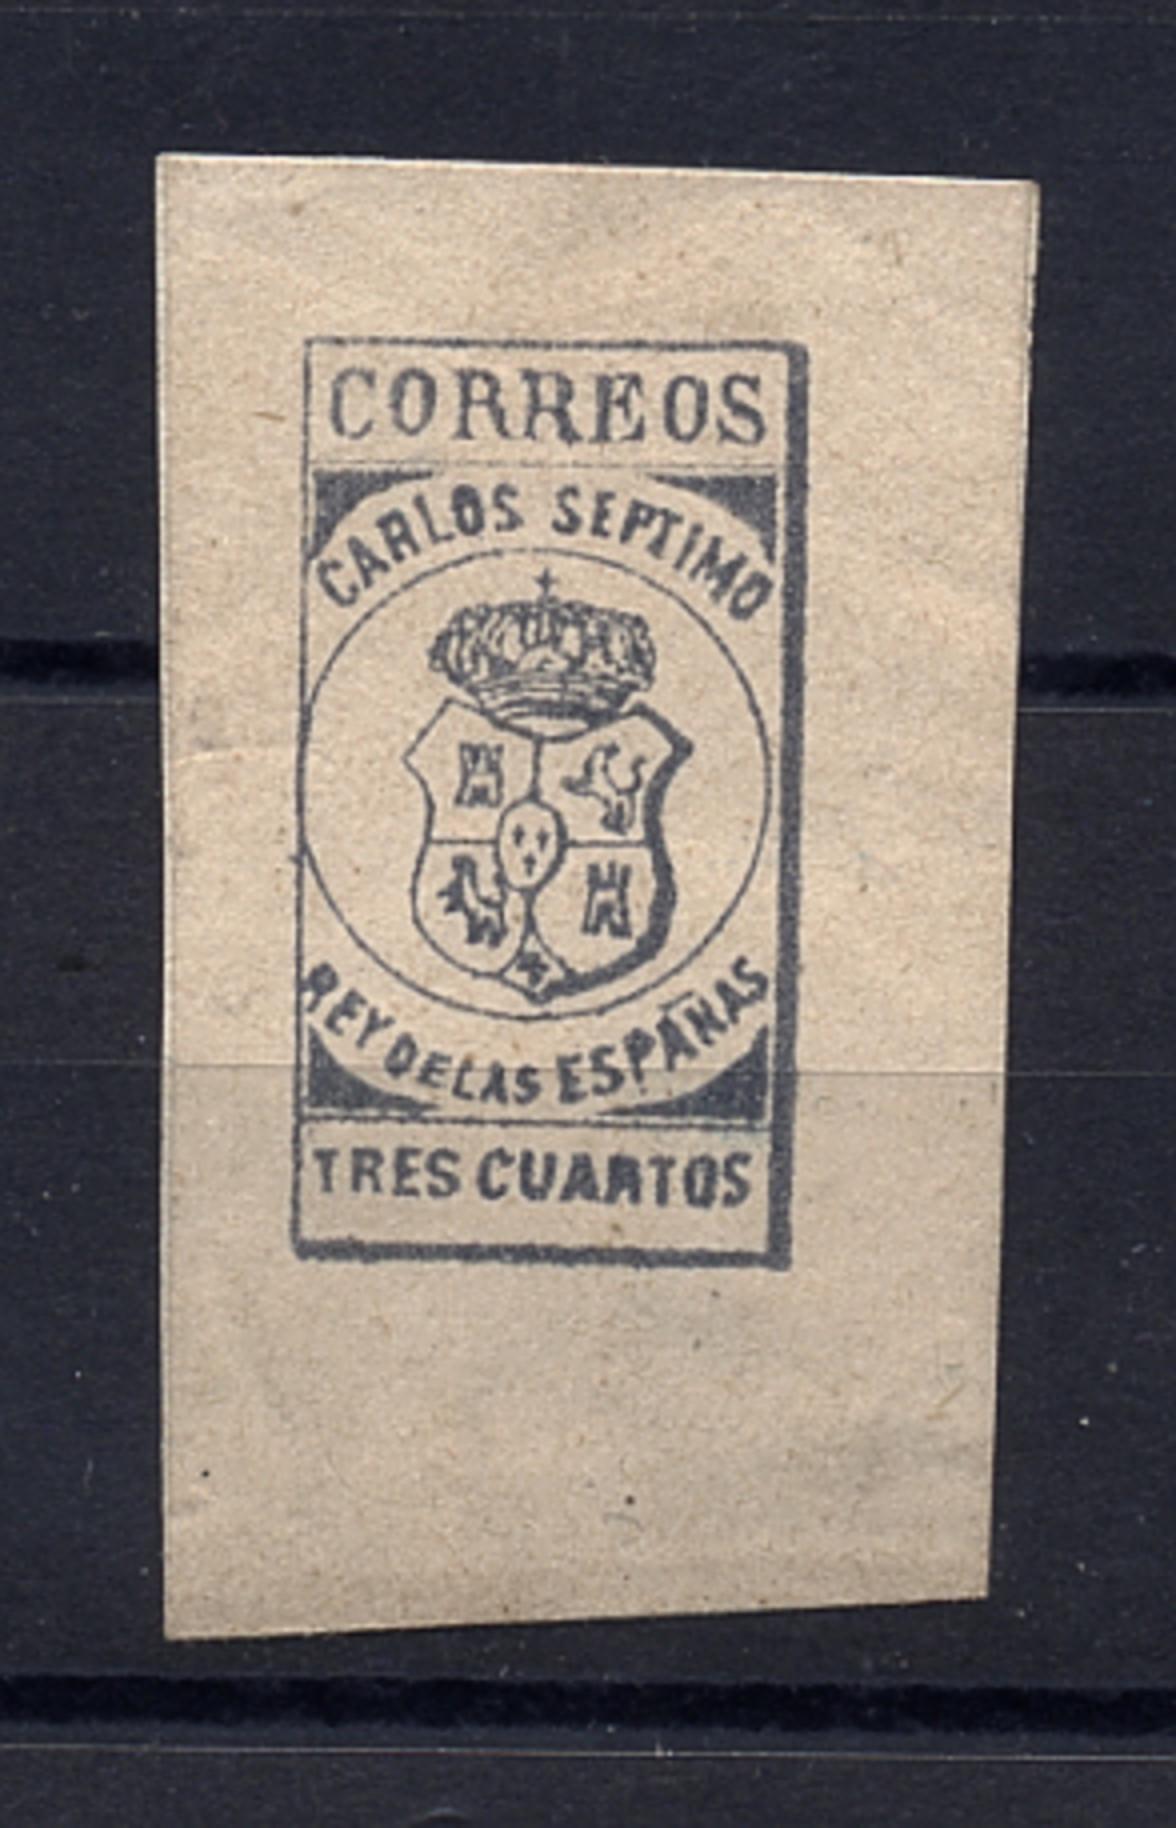 CORREOS
CARLOS SEPTIMO
REY DE LAS ESPAÑAS
TRES CUARTOS